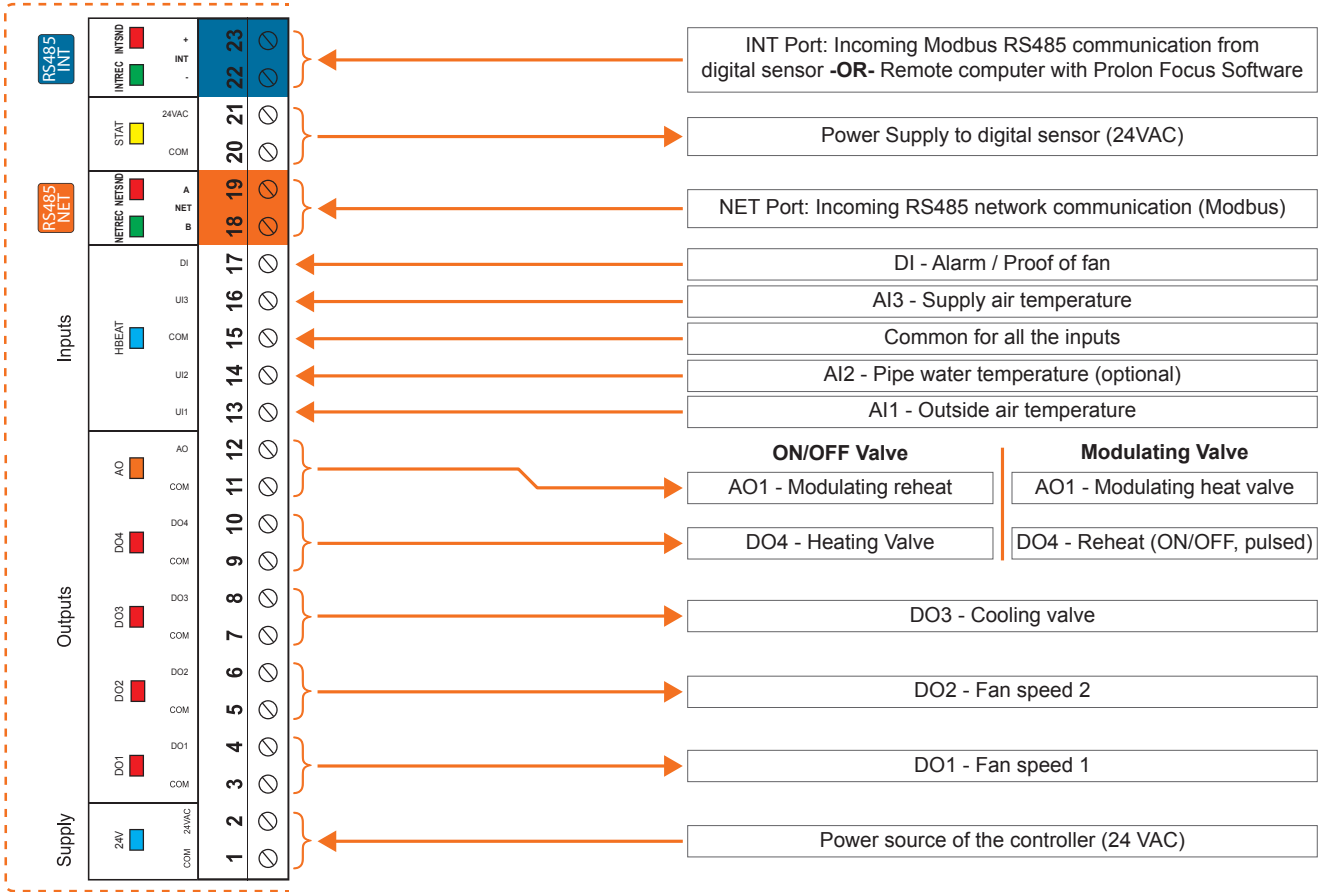 RS485
INT
INTREC INTSND
+
INT
-
23
22
INT Port: Incoming Modbus RS485 communication from
digital sensor -OR- Remote computer with Prolon Focus Software
STAT
24VAC
COM
21
20
Power Supply to digital sensor (24VAC)
RS485
NET
NETREC NETSND
A
NET
B
19
18
NET Port: Incoming RS485 network communication (Modbus)
Inputs
HBEAT
DI
17
DI - Alarm / Proof of fan
UI3
16
AI3 - Supply air temperature
COM
15
Common for all the inputs
UI2
14
AI2 - Pipe water temperature (optional)
UI1
13
AI1 - Outside air temperature
Outputs
AO
AO
COM
12
11
ON/OFF Valve
Modulating Valve
AO1 - Modulating reheat
AO1 - Modulating heat valve
DO4
DO4
COM
10
9
DO4 - Heating Valve
DO4 - Reheat (ON/OFF, pulsed)
DO3
DO3
COM
8
7
DO3 - Cooling valve
DO2
DO2
COM
6
5
DO2 - Fan speed 2
DO1
DO1
COM
4
3
DO1 - Fan speed 1
Supply
24V
COM 24VAC
2
1
Power source of the controller (24 VAC)